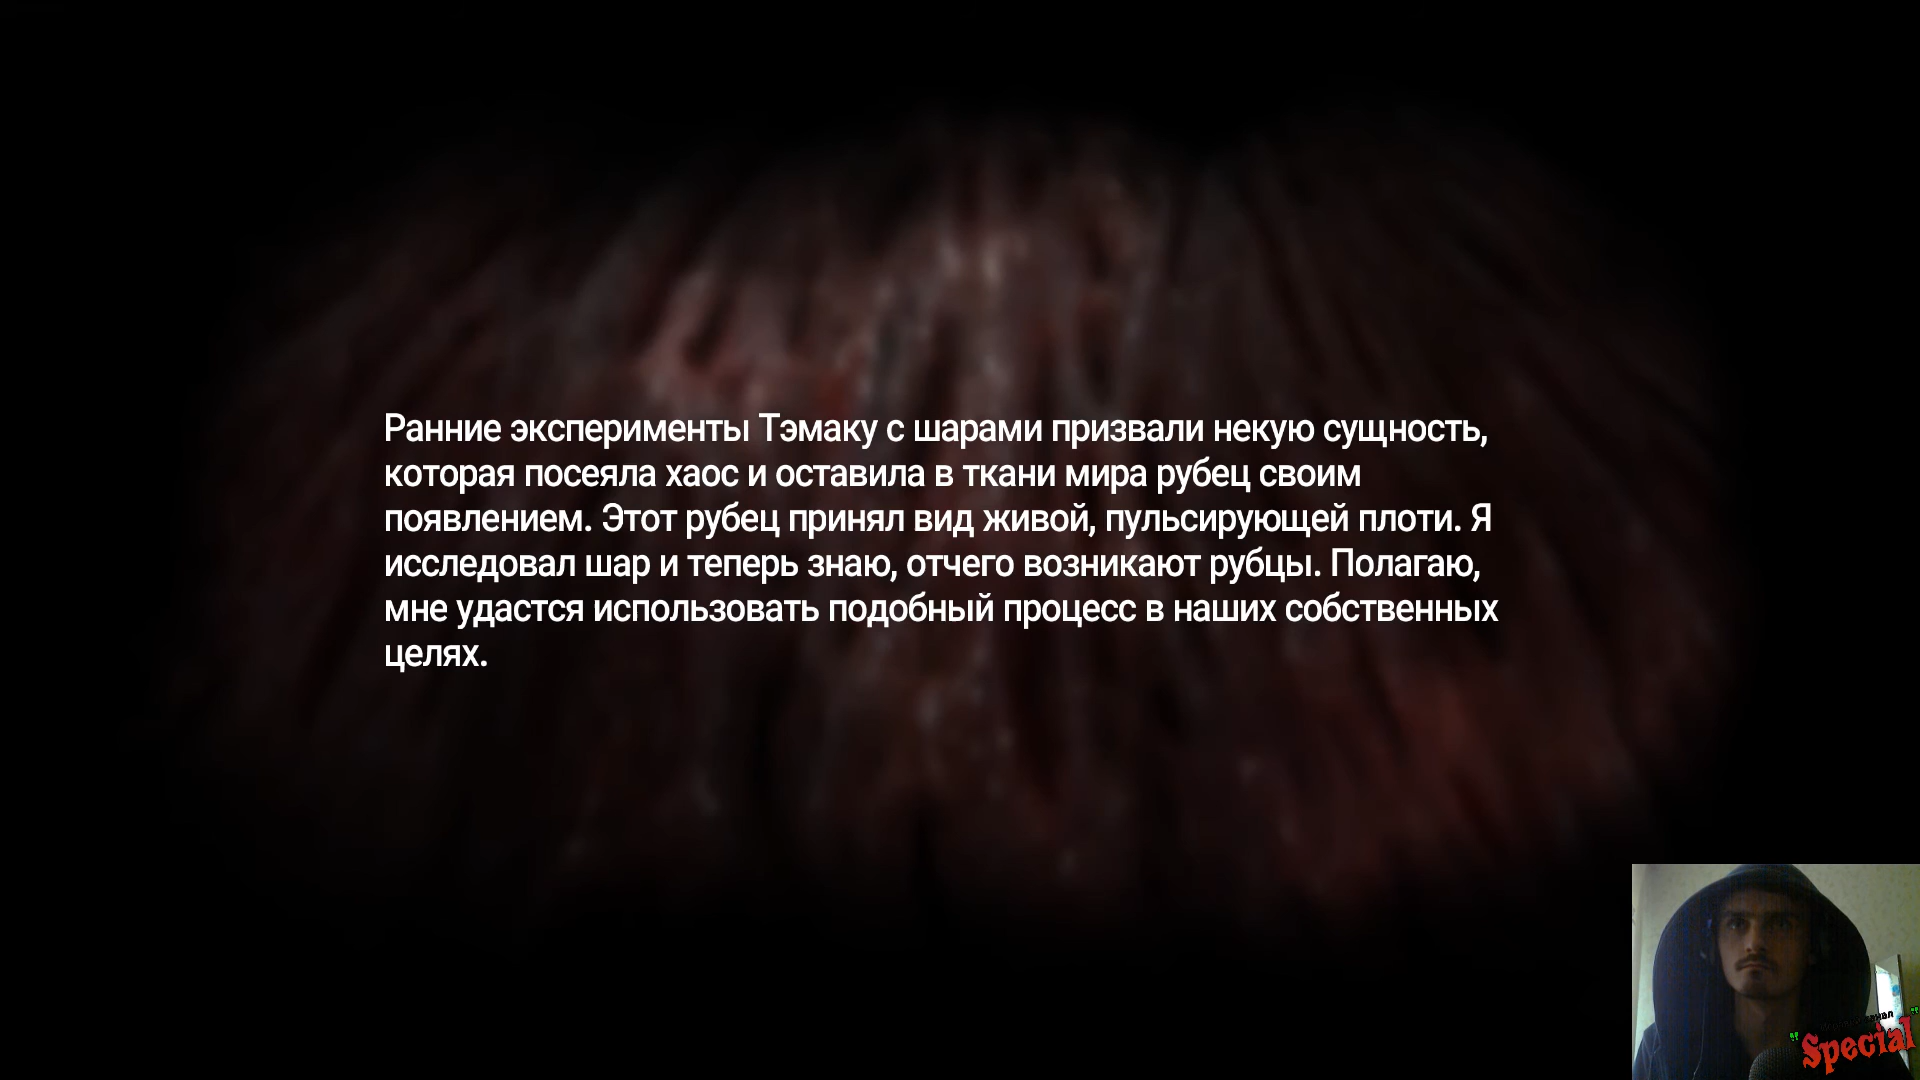 Ранние эксперименты Тэмаку с шарами призвали некую сущность,
которая посеяла хаос и оставила в ткани мира рубец своим
появлением. Этот рубец принял вид живой, пульсирующей плоти. Я
исследовал шар и теперь знаю, отчего возникают рубцы. Полагаю,
мне удастся использовать подобный процесс в наших собственных
целях.
"Special"